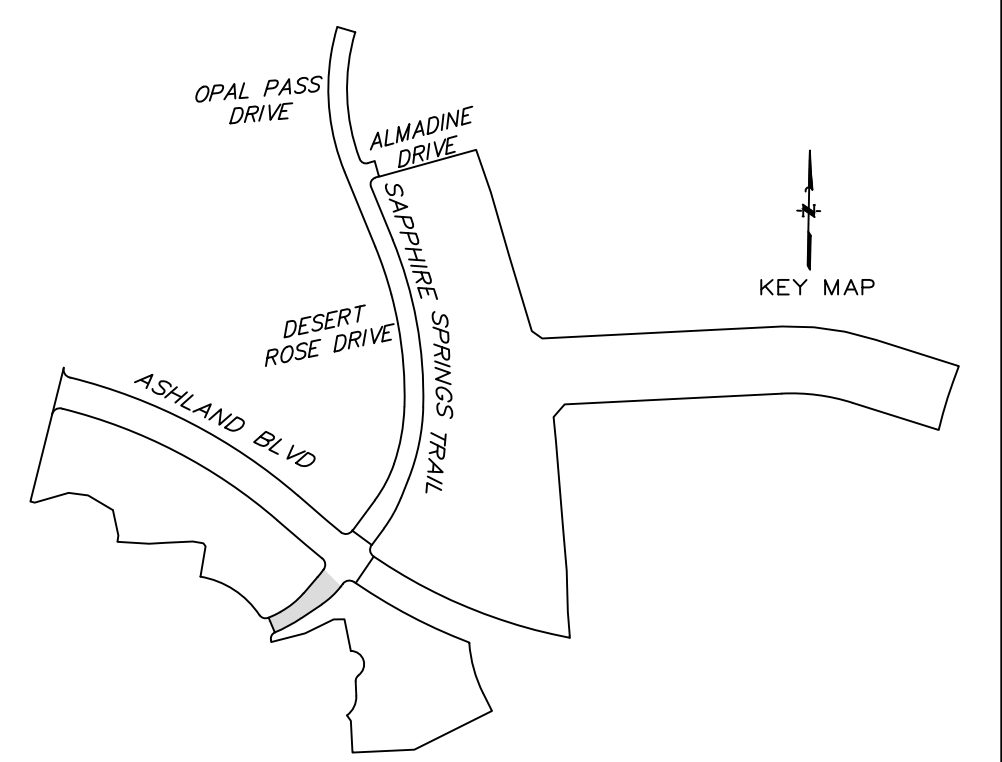 OPAL PASS
DRIVE
ALMADINE
DRIVE
SAPPHIRE SPRINGS TRAIL
N
KEY MAP
DESERT
ROSE DRIVE
ASHLAND BLVD